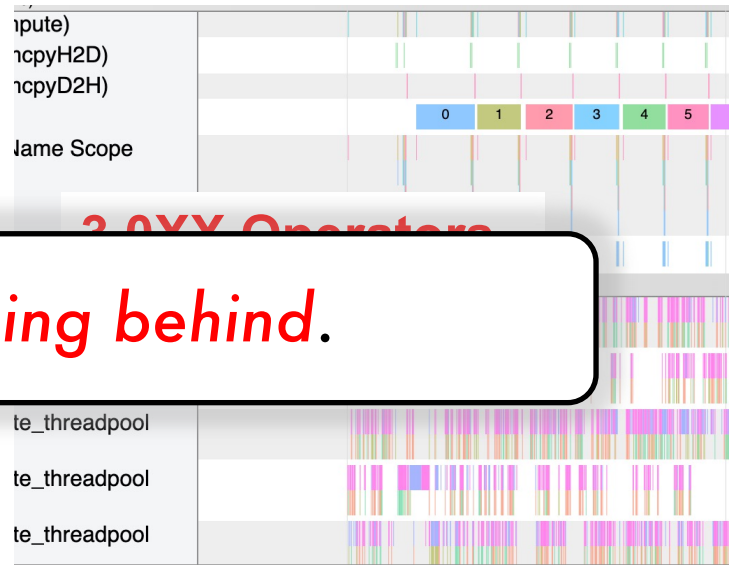 npute)
ncpyH2D)
ncpyD2H)
0 1 2 3 4 5
Name Scope
ing behind.
te_threadpool
te_threadpool
te_threadpool